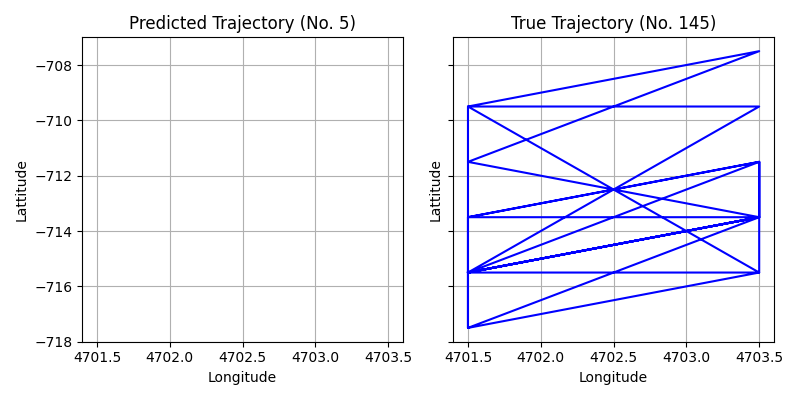 Predicted Trajectory (No. 5)
True Trajectory (No. 145)
−708
−710
−712
−714
−716
−718
Lattitude
Lattitude
4701.5 4702.0 4702.5 4703.0 4703.5
4701.5 4702.0 4702.5 4703.0 4703.5
Longitude
Longitude